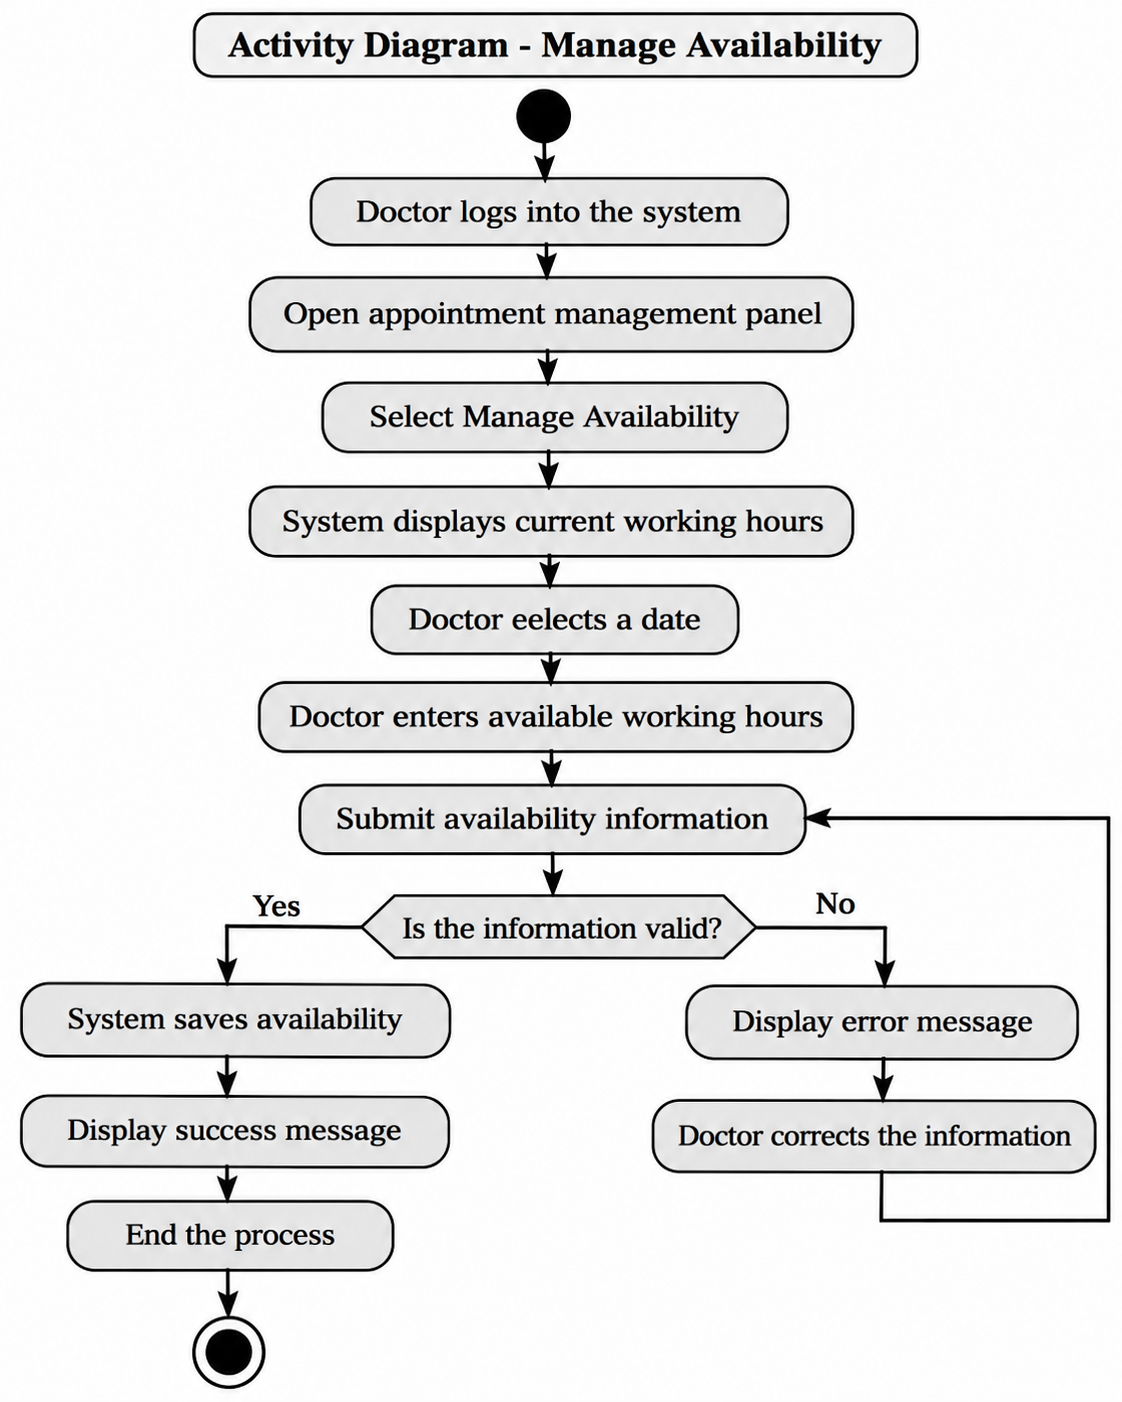 Activity Diagram - Manage Availability
Doctor logs into the system
Open appointment management panel
Select Manage Availability
System displays current working hours
Doctor eelects a date
Doctor enters available working hours
Submit availability information
Is the information valid?
Yes
No
System saves availability
Display success message
End the process
Display error message
Doctor corrects the information